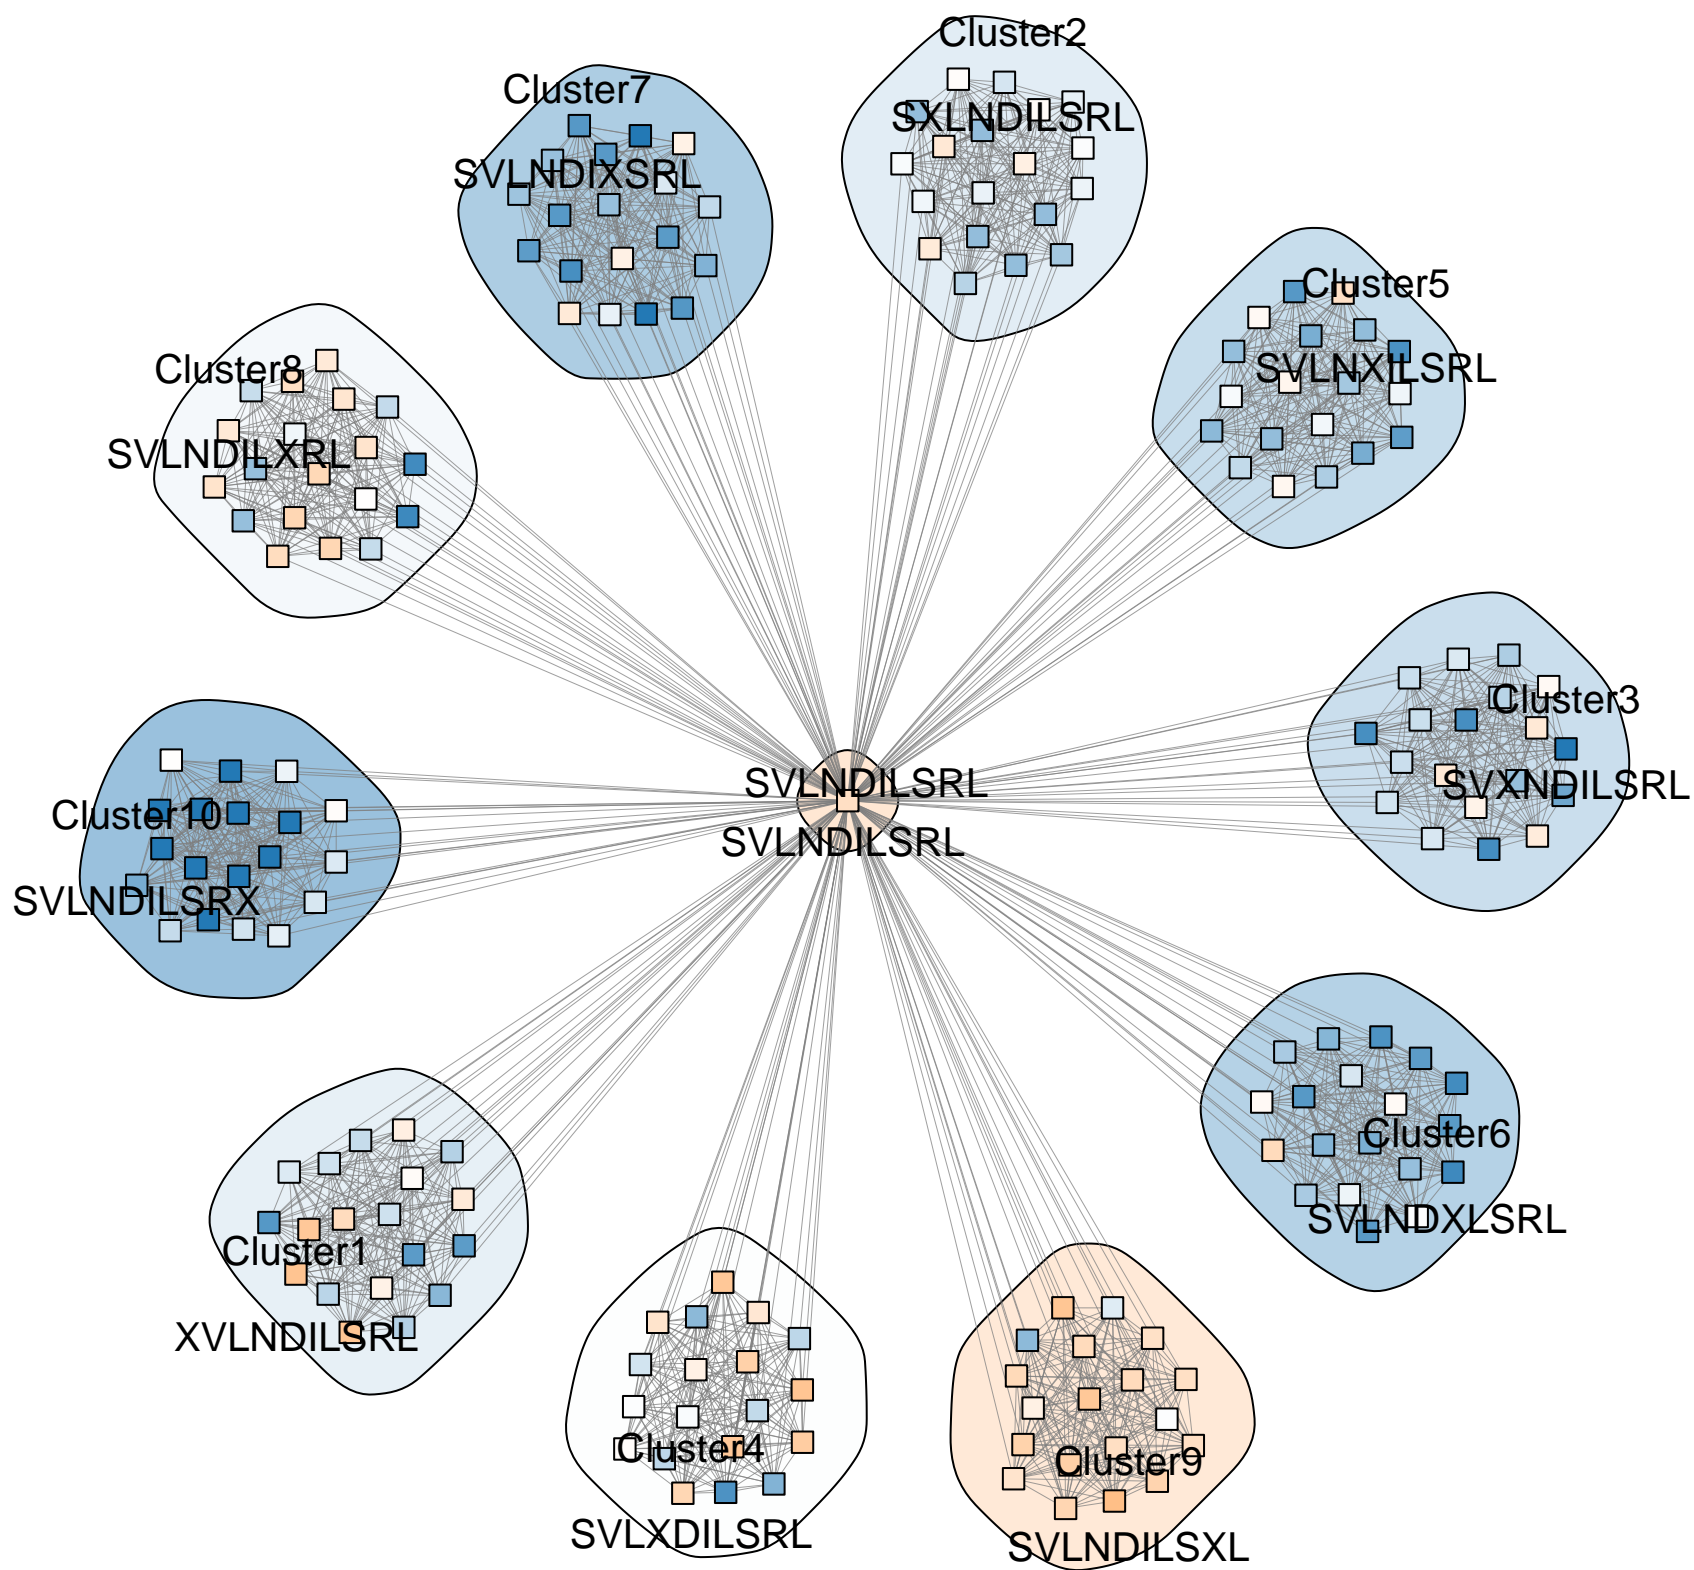 Cluster2
SXLNDILSRL
Cluster7
SVLNDIXSRL
Cluster5
SVLNXILSRL
Cluster8
SVLNDILXRL
Cluster3
SVXNDILSRL
SVLNDILSRL
SVLNDILSRL
Cluster10
SVLNDILSRX
Cluster6
SVLNDXLSRL
Cluster1
XVLNDILSRL
Cluster4
SVLXDILSRL
Cluster9
SVLNDILSXL